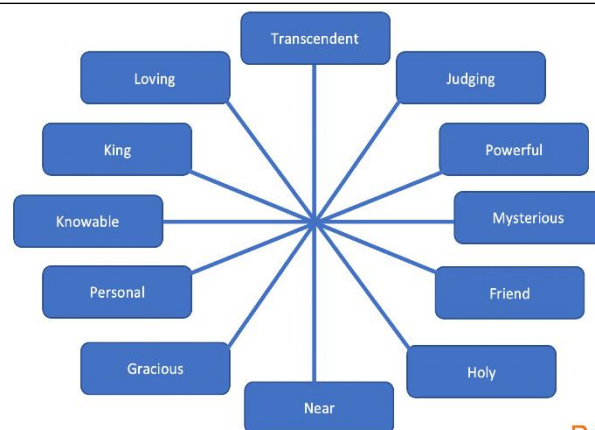 Transcendent
Loving
Judging
King
Powerful
Knowable
Mysterious
Personal
Friend
Gracious
Holy
Near